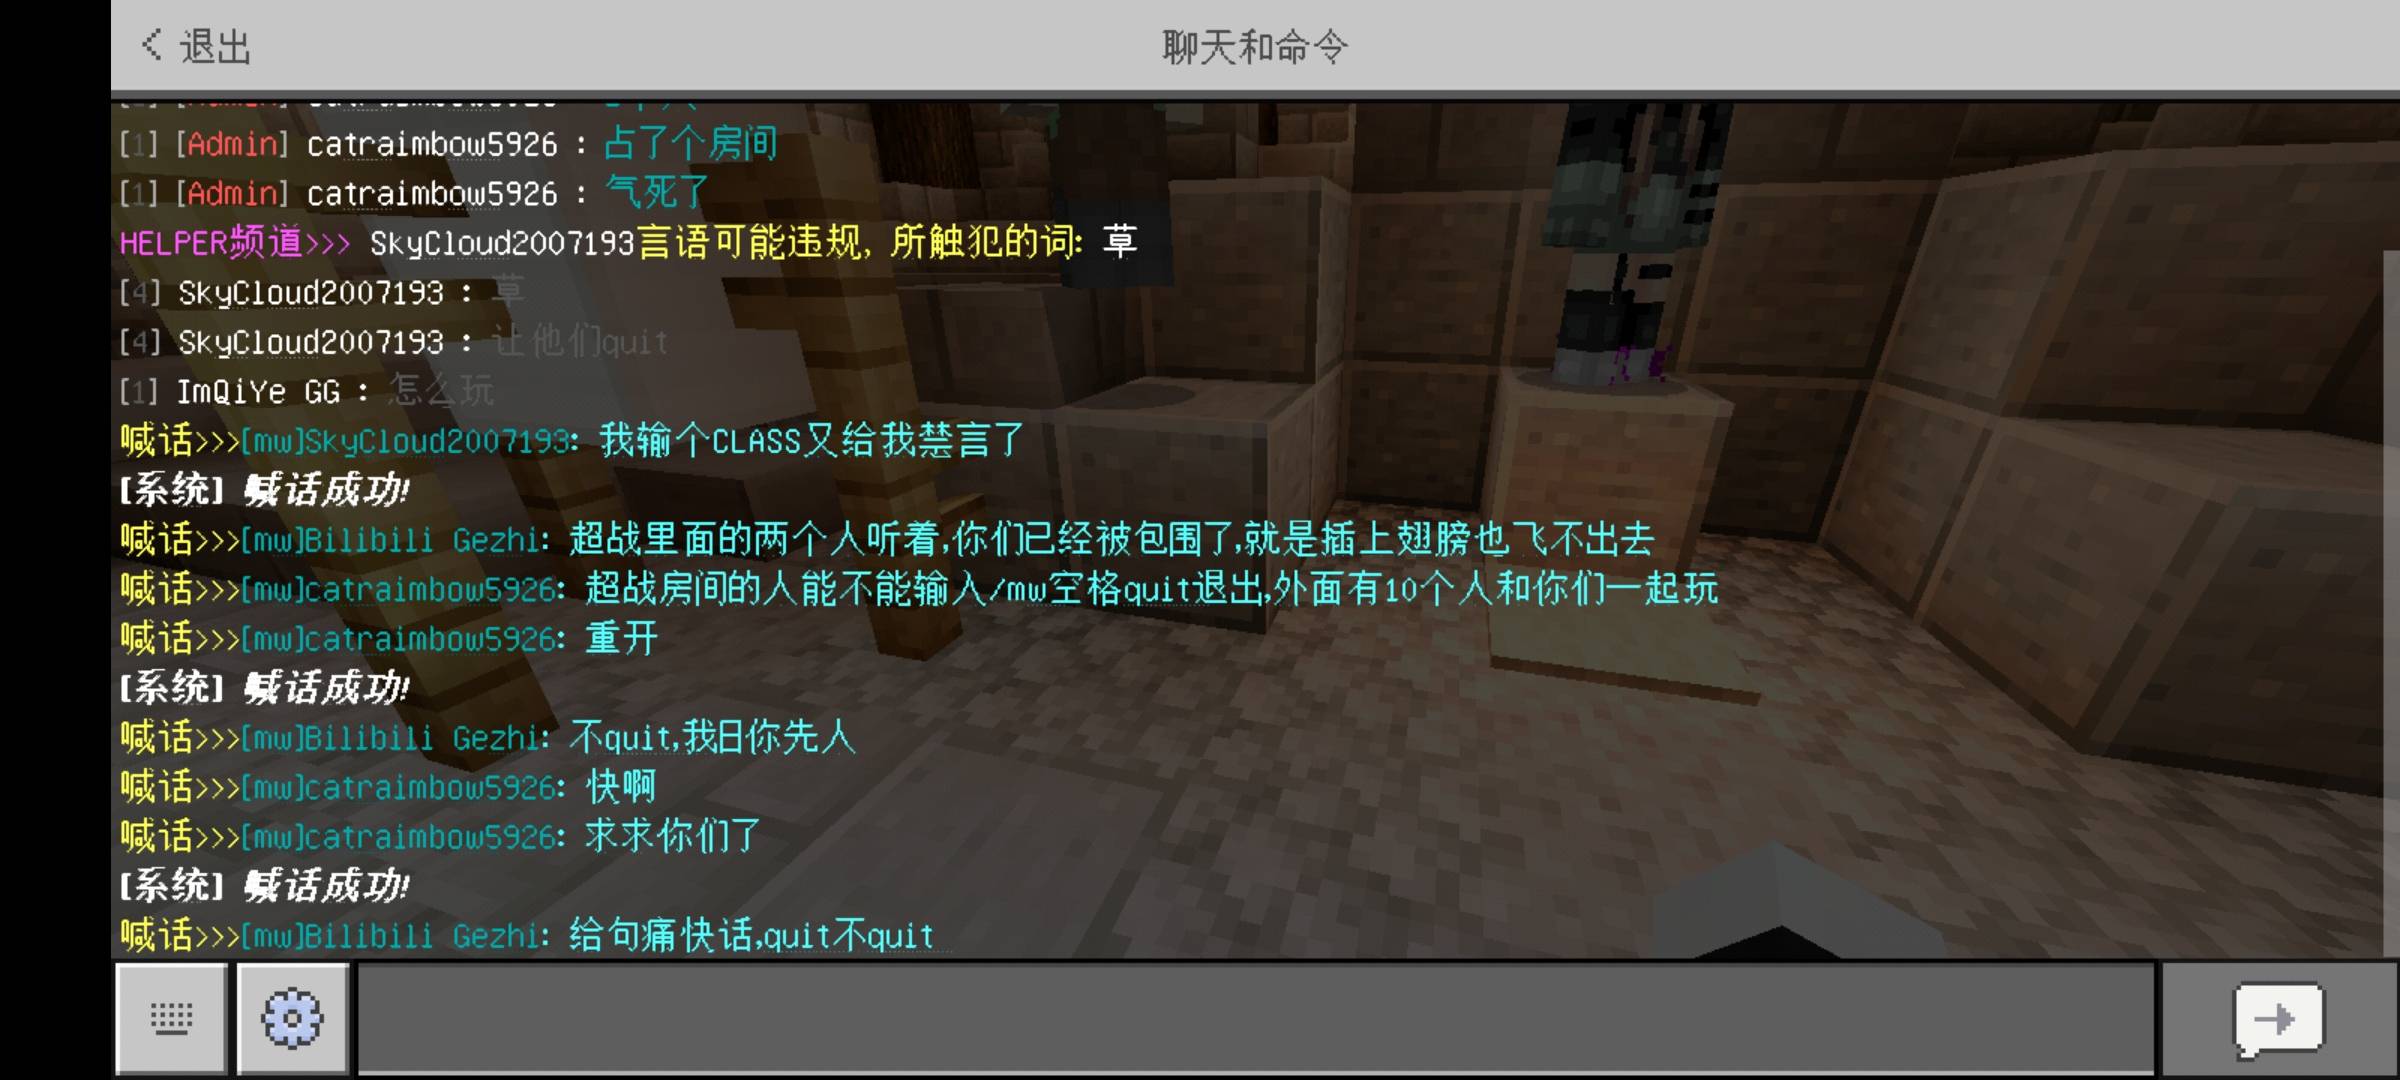 退出
聊天和命令
[1] [Admin] catraimbow5926 : 占了个房间
[1] [Admin] catraimbow5926 : 气死了
HELPER频道>>> SkyCloud2007193言语可能违规, 所触犯的词: 草
[4] SkyCloud2007193 : 草
[4] SkyCloud2007193 : 让他们quit
[1] ImQiYe GG : 怎么玩
喊话>>>[mw]SkyCloud2007193: 我输个CLASS又给我禁言了
[系统] 喊话成功!
喊话>>>[mw]Bilibili Gezhi: 超战里面的两个人听着,你们已经被包围了,就是插上翅膀也飞不出去
喊话>>>[mw]catraimbow5926: 超战房间的人能不能输入/mw空格quit退出,外面有10个人和你们一起玩
喊话>>>[mw]catraimbow5926: 重开
[系统] 喊话成功!
喊话>>>[mw]Bilibili Gezhi: 不quit,我日你先人
喊话>>>[mw]catraimbow5926: 快啊
喊话>>>[mw]catraimbow5926: 求求你们了
[系统] 喊话成功!
喊话>>>[mw]Bilibili Gezhi: 给句痛快话,quit不quit